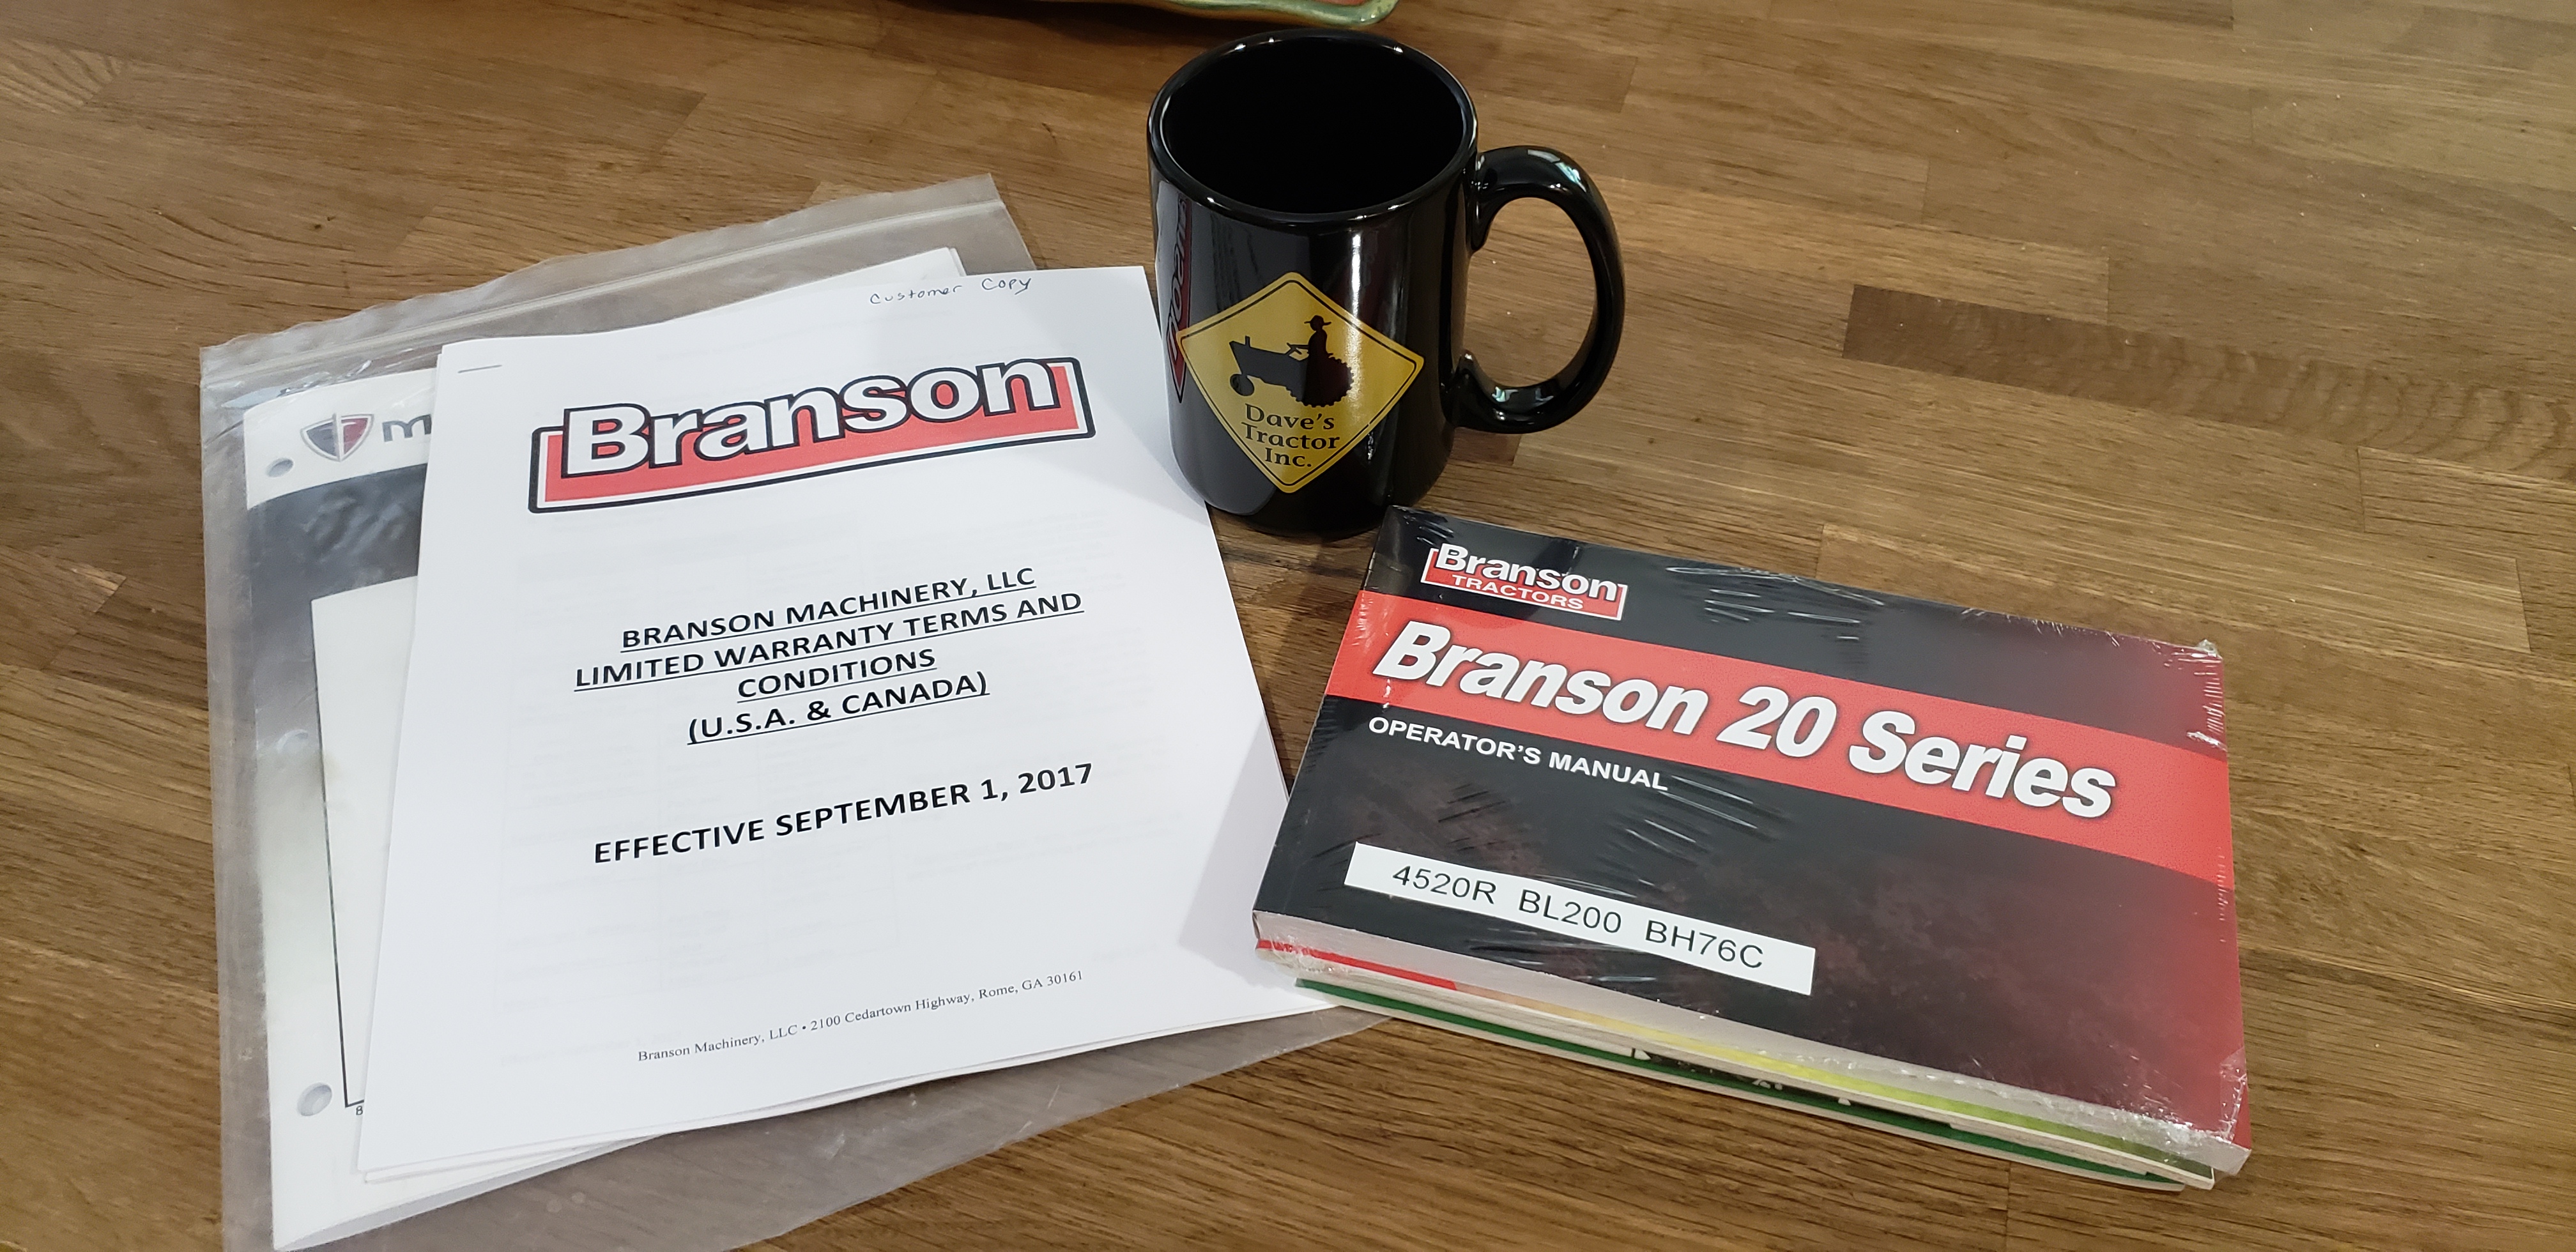 Customer Copy
Branson
BRANSON MACHINERY, LLC
LIMITED WARRANTY TERMS AND
CONDITIONS
(U.S.A. & CANADA)
EFFECTIVE SEPTEMBER 1, 2017
Branson Machinery, LLC • 2100 Cedartown Highway, Rome, GA 30161
Dave's
Tractor
Inc.
Branson
TRACTORS
Branson 20 Series
OPERATOR'S MANUAL
4520R BL200 BH76C